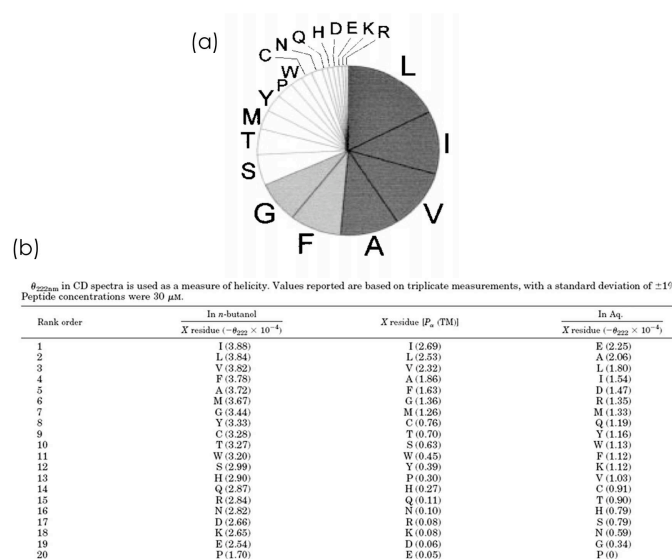 (a)
C N Q H D E K R
W
P
Y
M
T
S
G
F
A
V
I
L
(b)
θ222nm in CD spectra is used as a measure of helicity. Values reported are based on triplicate measurements, with a standard deviation of ±1%
Peptide concentrations were 30 μM.
Rank order In n-butanol X residue [Pα (TM)] In Aq.
X residue (−θ222 × 10−4) X residue (−θ222 × 10−4)
1 I (3.88) I (2.69) E (2.25)
2 L (3.84) L (2.53) A (2.06)
3 V (3.82) V (2.32) L (1.80)
4 F (3.78) A (1.86) I (1.54)
5 A (3.72) F (1.63) D (1.47)
6 M (3.67) G (1.36) R (1.35)
7 G (3.44) M (1.26) M (1.33)
8 Y (3.33) C (0.76) Q (1.19)
9 C (3.28) T (0.70) Y (1.16)
10 T (3.27) S (0.63) W (1.13)
11 W (3.20) W (0.45) F (1.12)
12 S (2.99) Y (0.39) K (1.12)
13 H (2.90) P (0.30) V (1.03)
14 Q (2.87) H (0.27) C (0.91)
15 R (2.84) Q (0.11) T (0.90)
16 N (2.82) N (0.10) H (0.79)
17 D (2.66) R (0.08) S (0.79)
18 K (2.65) K (0.08) N (0.59)
19 E (2.54) D (0.06) G (0.34)
20 P (1.70) E (0.05) P (0)